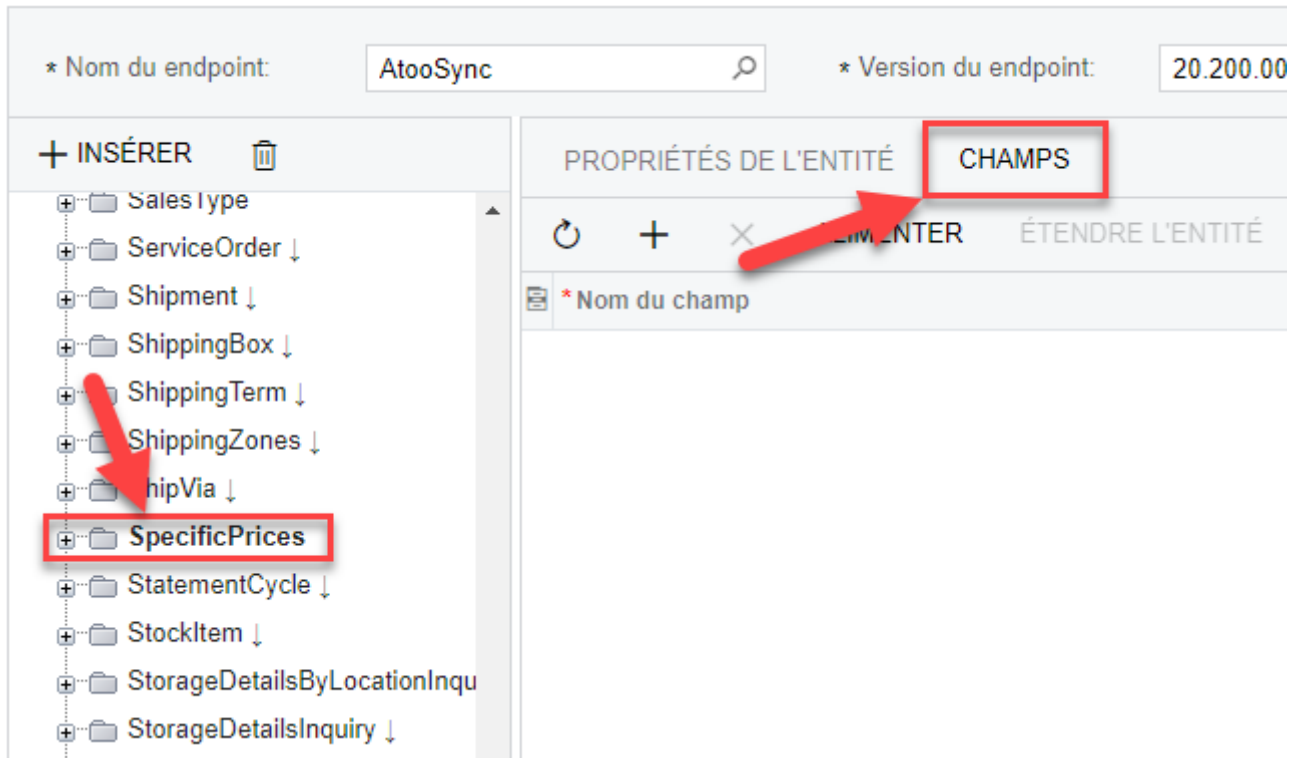 * Nom du endpoint: AtooSync * Version du endpoint: 20.200.00
INSÉRER
PROPRIÉTÉS DE L'ENTITÉ CHAMPS
SalesType
ÉTENDRE L'ENTITÉ
ServiceOrder ↓
* Nom du champ
Shipment ↓
ShippingBox ↓
ShippingTerm ↓
ShippingZones ↓
ShipVia ↓
SpecificPrices
StatementCycle ↓
StockItem ↓
StorageDetailsByLocationInqu
StorageDetailsInquiry ↓